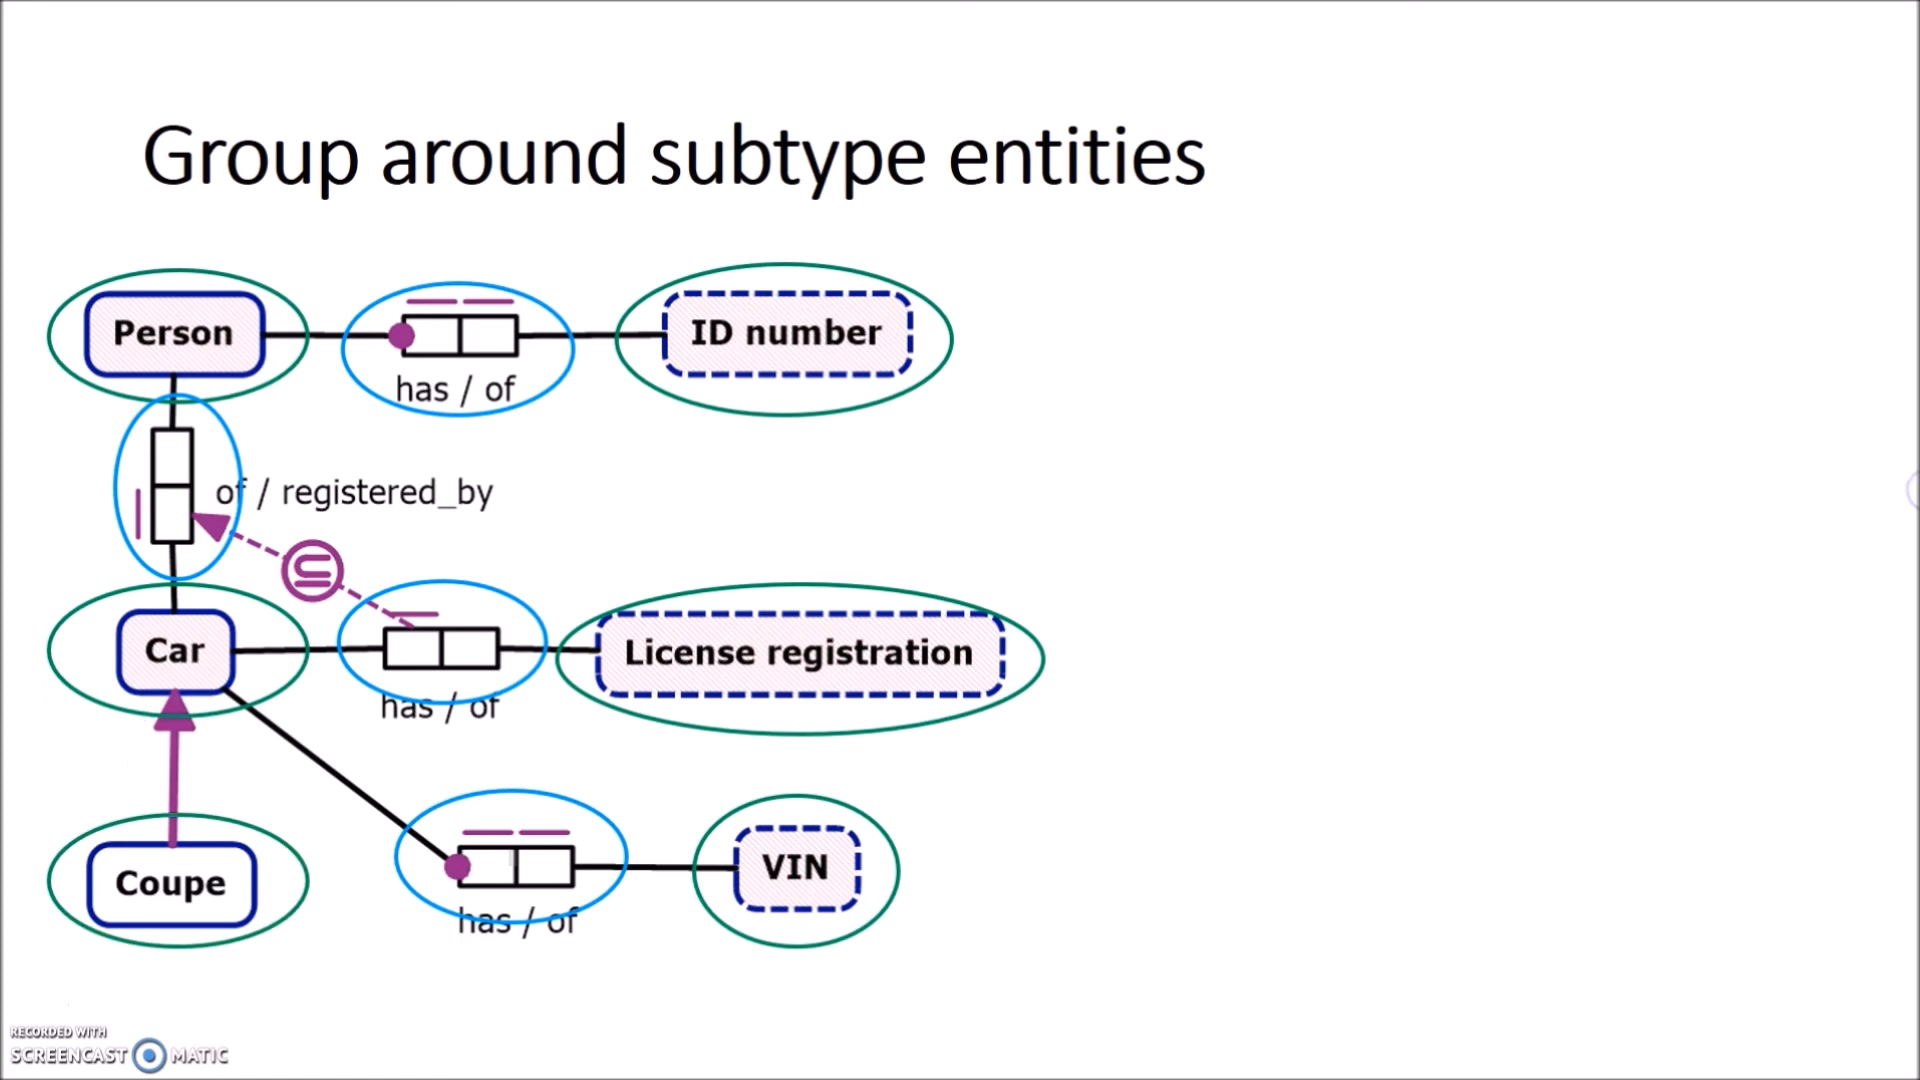 Group around subtype entities
Person
ID number
has / of
of / registered_by
Car
License registration
has / of
Coupe
VIN
has / of
RECORDED WITH
SCREENCAST MATIC